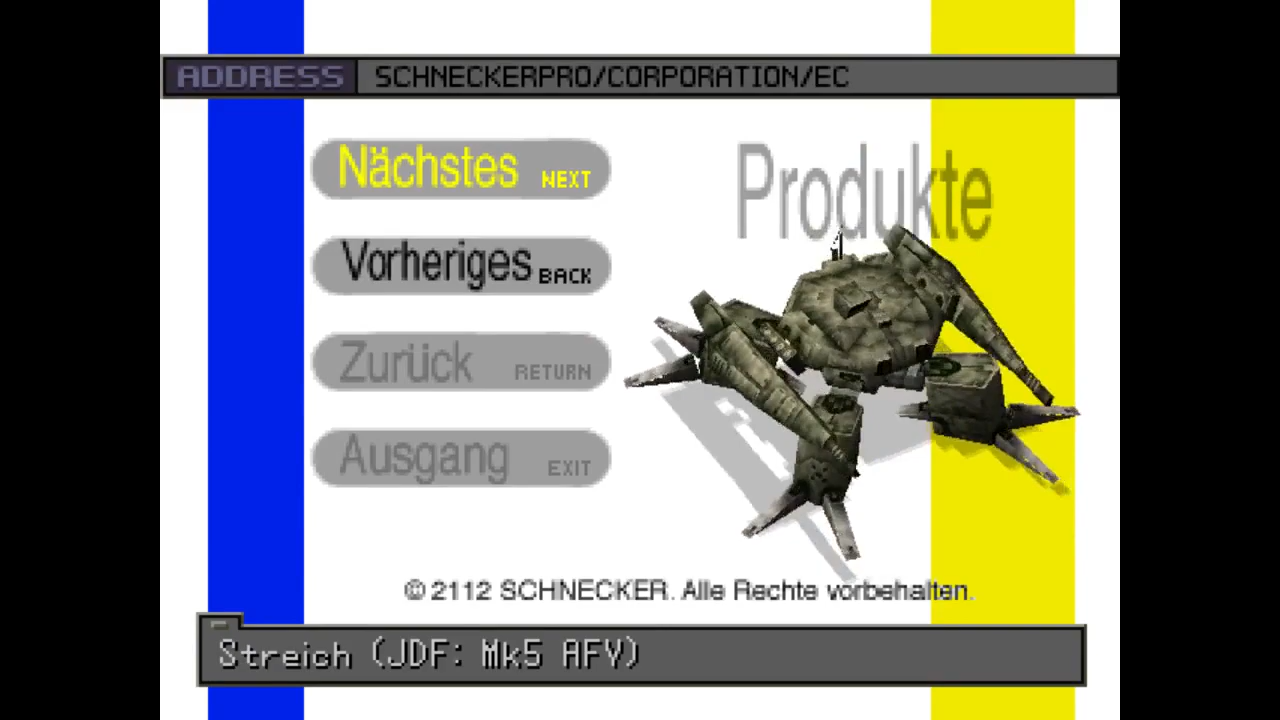 ADDRESS SCHNECKERPRO/CORPORATION/EC
Nächstes NEXT
Produkte
Vorheriges BACK
Zurück RETURN
Ausgang EXIT
© 2112 SCHNECKER. Alle Rechte vorbehalten.
Streich (JDF: Mk5 AFV)